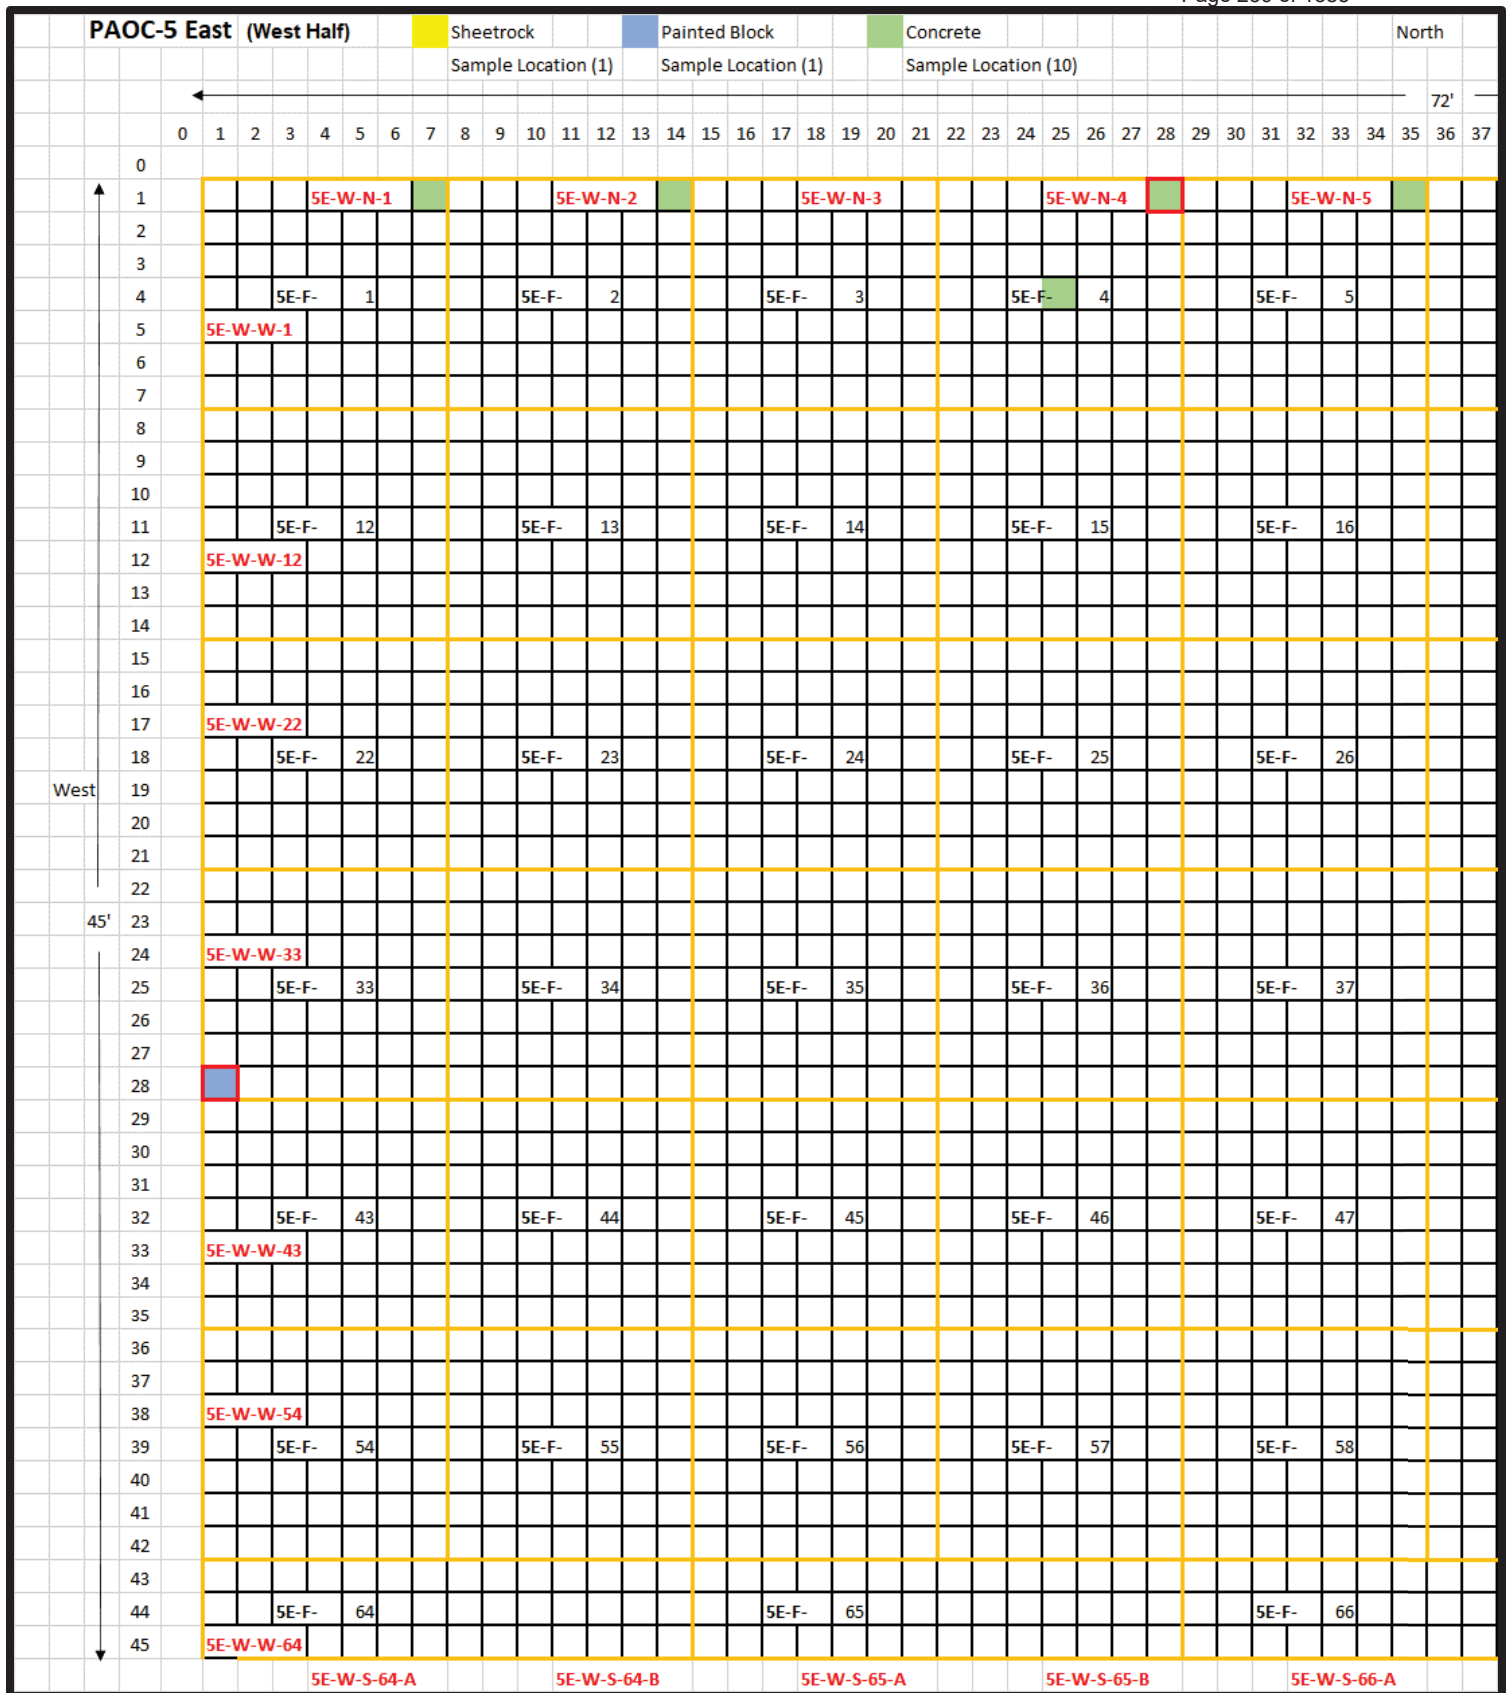 PAOC-5 East (West Half) Sheetrock Painted Block Concrete North
Sample Location (1) Sample Location (1) Sample Location (10)
72'
0 1 2 3 4 5 6 7 8 9 10 11 12 13 14 15 16 17 18 19 20 21 22 23 24 25 26 27 28 29 30 31 32 33 34 35 36 37
0
1 5E-W-N-1 5E-W-N-2 5E-W-N-3 5E-W-N-4 5E-W-N-5
2
3
4 5E-F- 1 5E-F- 2 5E-F- 3 5E-F- 4 5E-F- 5
5 5E-W-W-1
6
7
8
9
10
11 5E-F- 12 5E-F- 13 5E-F- 14 5E-F- 15 5E-F- 16
12 5E-W-W-12
13
14
15
16
17 5E-W-W-22
18 5E-F- 22 5E-F- 23 5E-F- 24 5E-F- 25 5E-F- 26
West 19
20
21
22
45' 23
24 5E-W-W-33
25 5E-F- 33 5E-F- 34 5E-F- 35 5E-F- 36 5E-F- 37
26
27
28
29
30
31
32 5E-F- 43 5E-F- 44 5E-F- 45 5E-F- 46 5E-F- 47
33 5E-W-W-43
34
35
36
37
38 5E-W-W-54
39 5E-F- 54 5E-F- 55 5E-F- 56 5E-F- 57 5E-F- 58
40
41
42
43
44 5E-F- 64 5E-F- 65 5E-F- 66
45 5E-W-W-64
5E-W-S-64-A 5E-W-S-64-B 5E-W-S-65-A 5E-W-S-65-B 5E-W-S-66-A